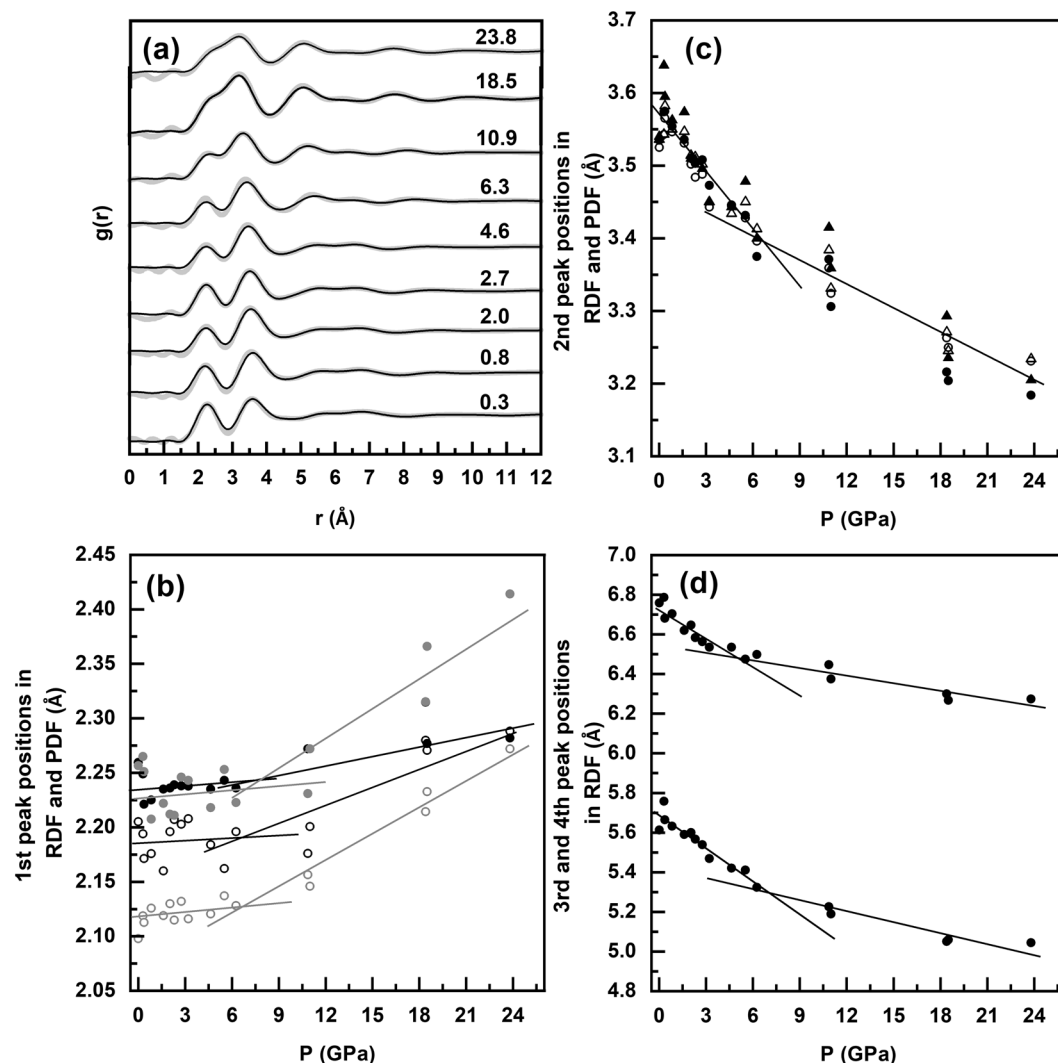 (a)
23.8
18.5
10.9
6.3
4.6
2.7
2.0
0.8
0.3
g(r)
0 1 2 3 4 5 6 7 8 9 10 11 12
r (Å)
(c)
3.7
3.6
3.5
3.4
3.3
3.2
3.1
2nd peak positions in
RDF and PDF (Å)
0 3 6 9 12 15 18 21 24
P (GPa)
(b)
2.45
2.40
2.35
2.30
2.25
2.20
2.15
2.10
2.05
1st peak positions in
RDF and PDF (Å)
0 3 6 9 12 15 18 21 24
P (GPa)
(d)
7.0
6.8
6.6
6.4
6.2
6.0
5.8
5.6
5.4
5.2
5.0
4.8
3rd and 4th peak positions
in RDF (Å)
0 3 6 9 12 15 18 21 24
P (GPa)